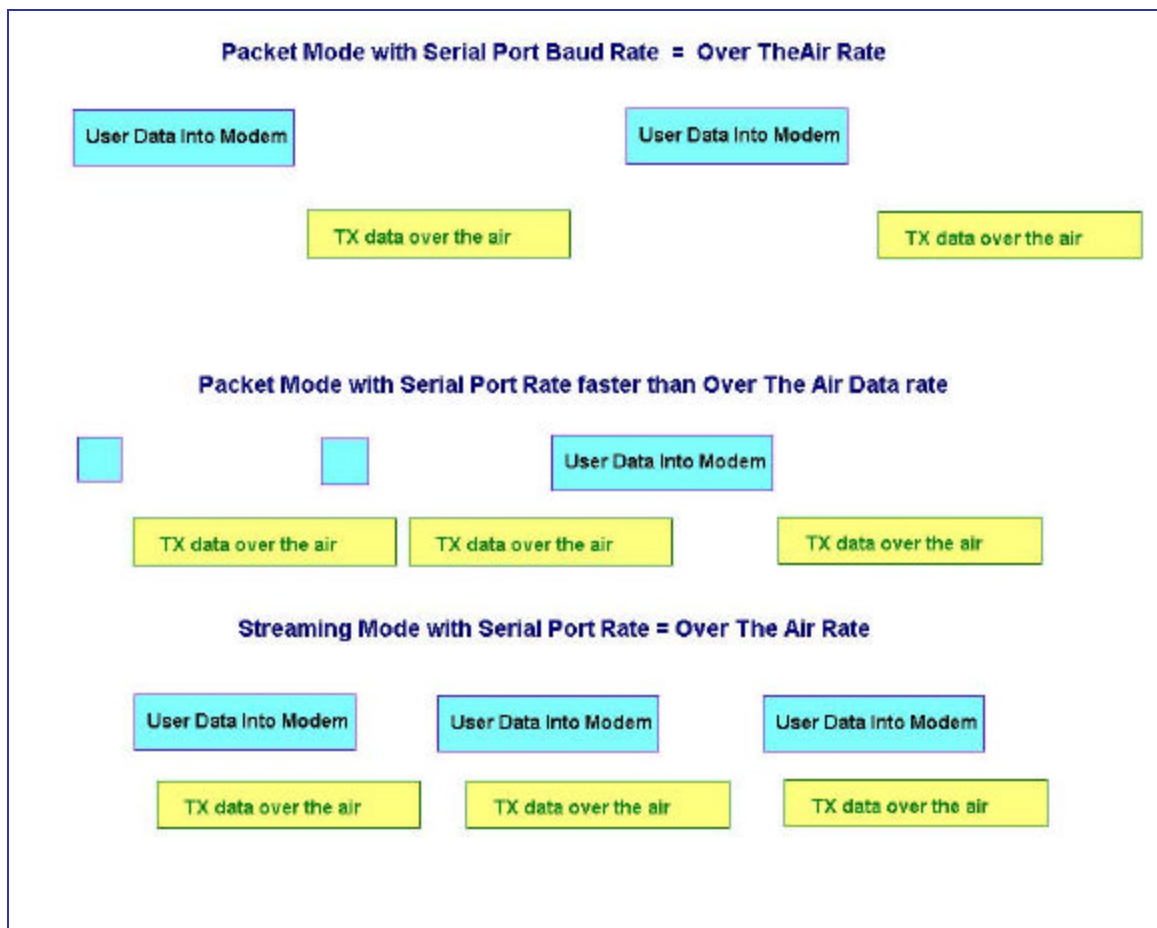 Packet Mode with Serial Port Baud Rate = Over TheAir Rate
User Data Into Modem
User Data Into Modem
TX data over the air
TX data over the air
Packet Mode with Serial Port Rate faster than Over The Air Data rate
User Data Into Modem
TX data over the air
TX data over the air
TX data over the air
Streaming Mode with Serial Port Rate = Over The Air Rate
User Data Into Modem
User Data Into Modem
User Data Into Modem
TX data over the air
TX data over the air
TX data over the air